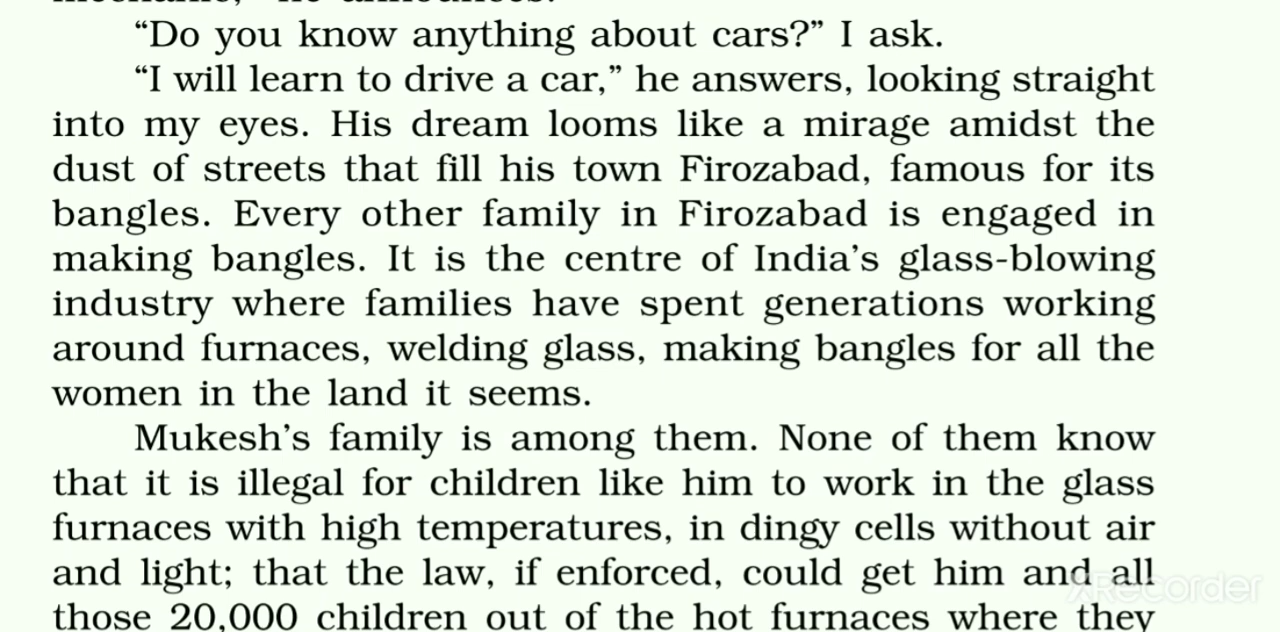 mechanic," he announces.
“Do you know anything about cars?” I ask.
“I will learn to drive a car,” he answers, looking straight
into my eyes. His dream looms like a mirage amidst the
dust of streets that fill his town Firozabad, famous for its
bangles. Every other family in Firozabad is engaged in
making bangles. It is the centre of India’s glass-blowing
industry where families have spent generations working
around furnaces, welding glass, making bangles for all the
women in the land it seems.
Mukesh’s family is among them. None of them know
that it is illegal for children like him to work in the glass
furnaces with high temperatures, in dingy cells without air
and light; that the law, if enforced, could get him and all
those 20,000 children out of the hot furnaces where they
XRecorder